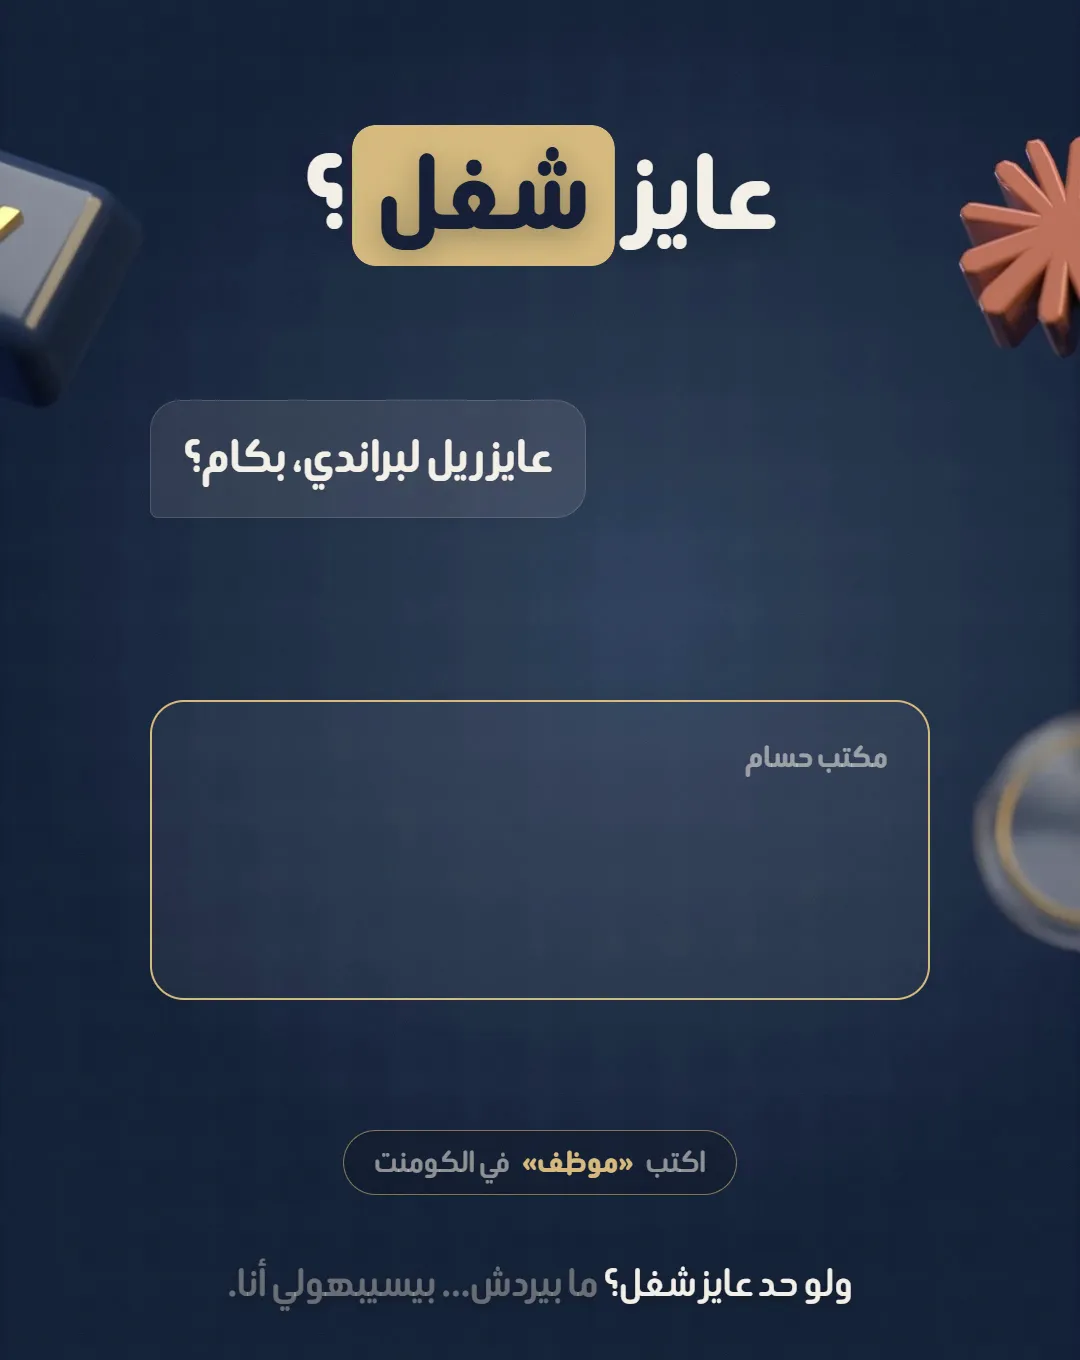 عايز شغل؟
عايز ريل لبراندي، بكام؟
مكتب حسام
اكتب «موظف» في الكومنت
ولو حد عايز شغل؟ ما بيردش... بيسيبهولي أنا.